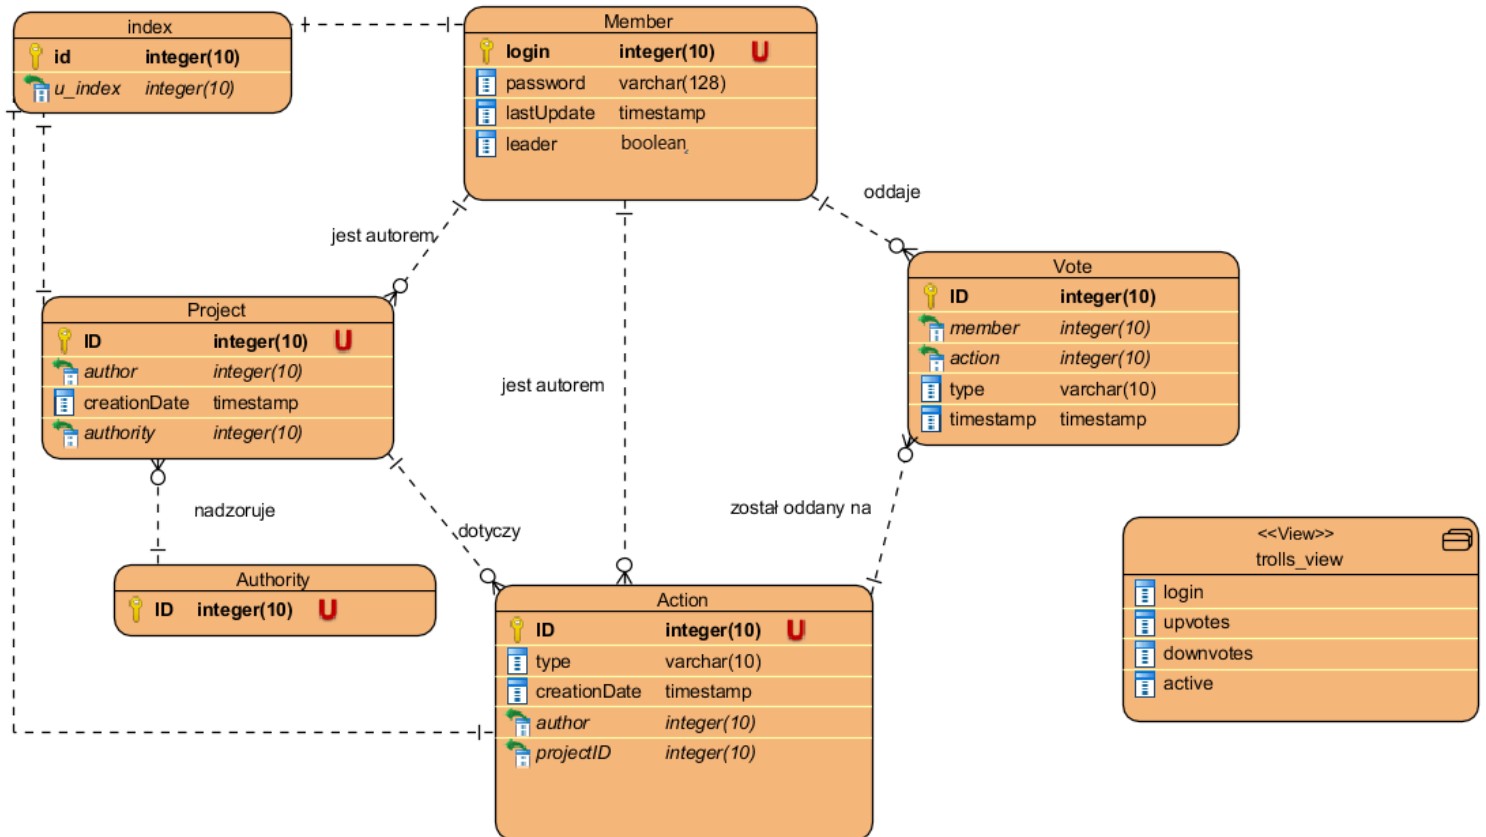 index
id integer(10)
u_index integer(10)
Member
login integer(10) U
password varchar(128)
lastUpdate timestamp
leader boolean
oddaje
jest autorem
Vote
ID integer(10)
member integer(10)
action integer(10)
type varchar(10)
timestamp timestamp
Project
ID integer(10) U
author integer(10)
creationDate timestamp
authority integer(10)
jest autorem
nadzoruje
dotyczy
został oddany na
Authority
ID integer(10) U
Action
ID integer(10) U
type varchar(10)
creationDate timestamp
author integer(10)
projectID integer(10)
<<View>>
trolls_view
login
upvotes
downvotes
active